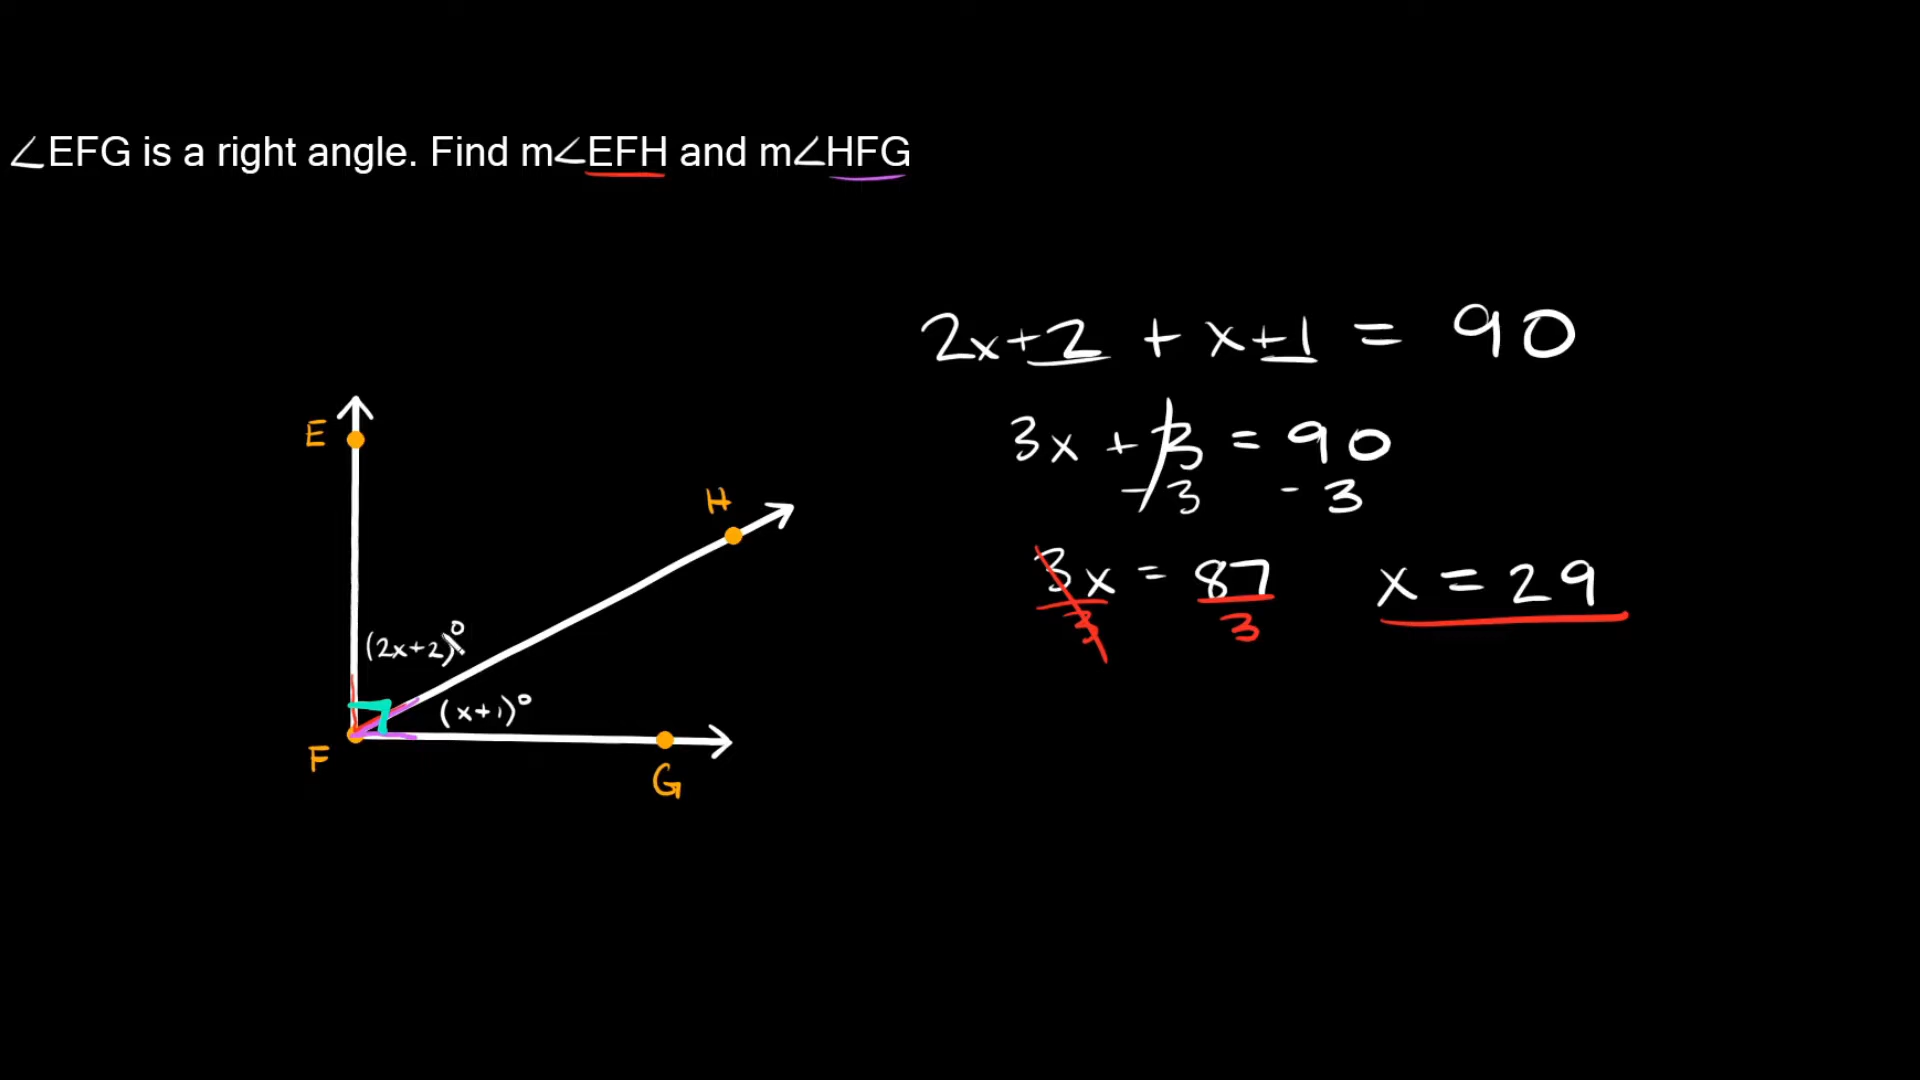 ∠EFG is a right angle. Find m∠EFH and m∠HFG
2x+2 + x+1 = 90
3x + 3 = 90
-3 -3
3x = 87 x = 29
3 3
E
H
(2x+2)°
(x+1)°
F
G